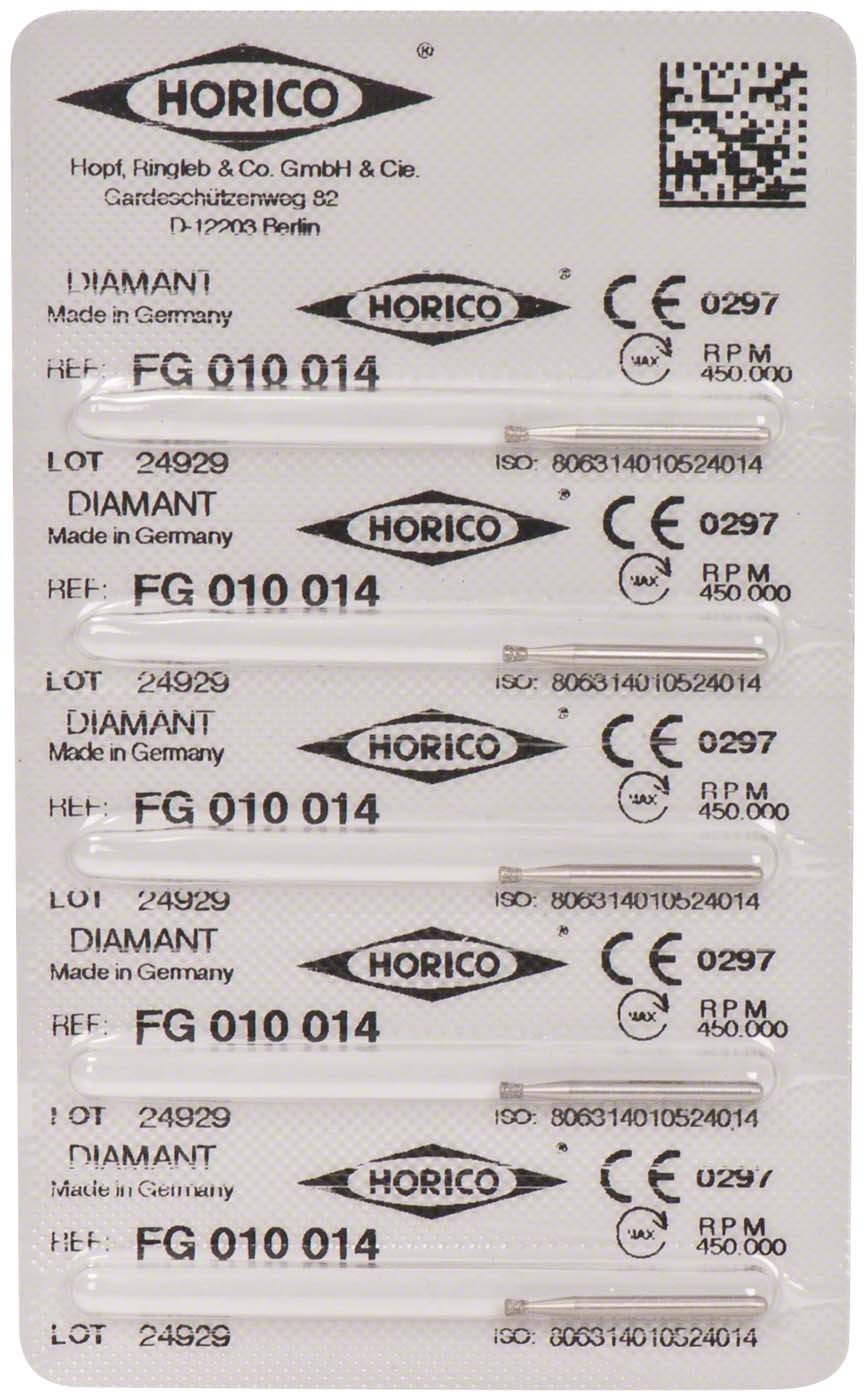 HORICO ®
Hopf, Ringleb & Co. GmbH & Cie.
Gardeschützenweg 82
D-12203 Berlin
DIAMANT
Made in Germany
HORICO ®
CE 0297
REF: FG 010 014
MAX RPM
450.000
LOT 24929
ISO: 806314010524014
DIAMANT
Made in Germany
HORICO ®
CE 0297
REF: FG 010 014
MAX RPM
450.000
LOT 24929
ISO: 806314010524014
DIAMANT
Made in Germany
HORICO ®
CE 0297
REF: FG 010 014
MAX RPM
450.000
LOT 24929
ISO: 806314010524014
DIAMANT
Made in Germany
HORICO ®
CE 0297
REF: FG 010 014
MAX RPM
450.000
LOT 24929
ISO: 806314010524014
DIAMANT
Made in Germany
HORICO ®
CE 0297
REF: FG 010 014
MAX RPM
450.000
LOT 24929
ISO: 806314010524014